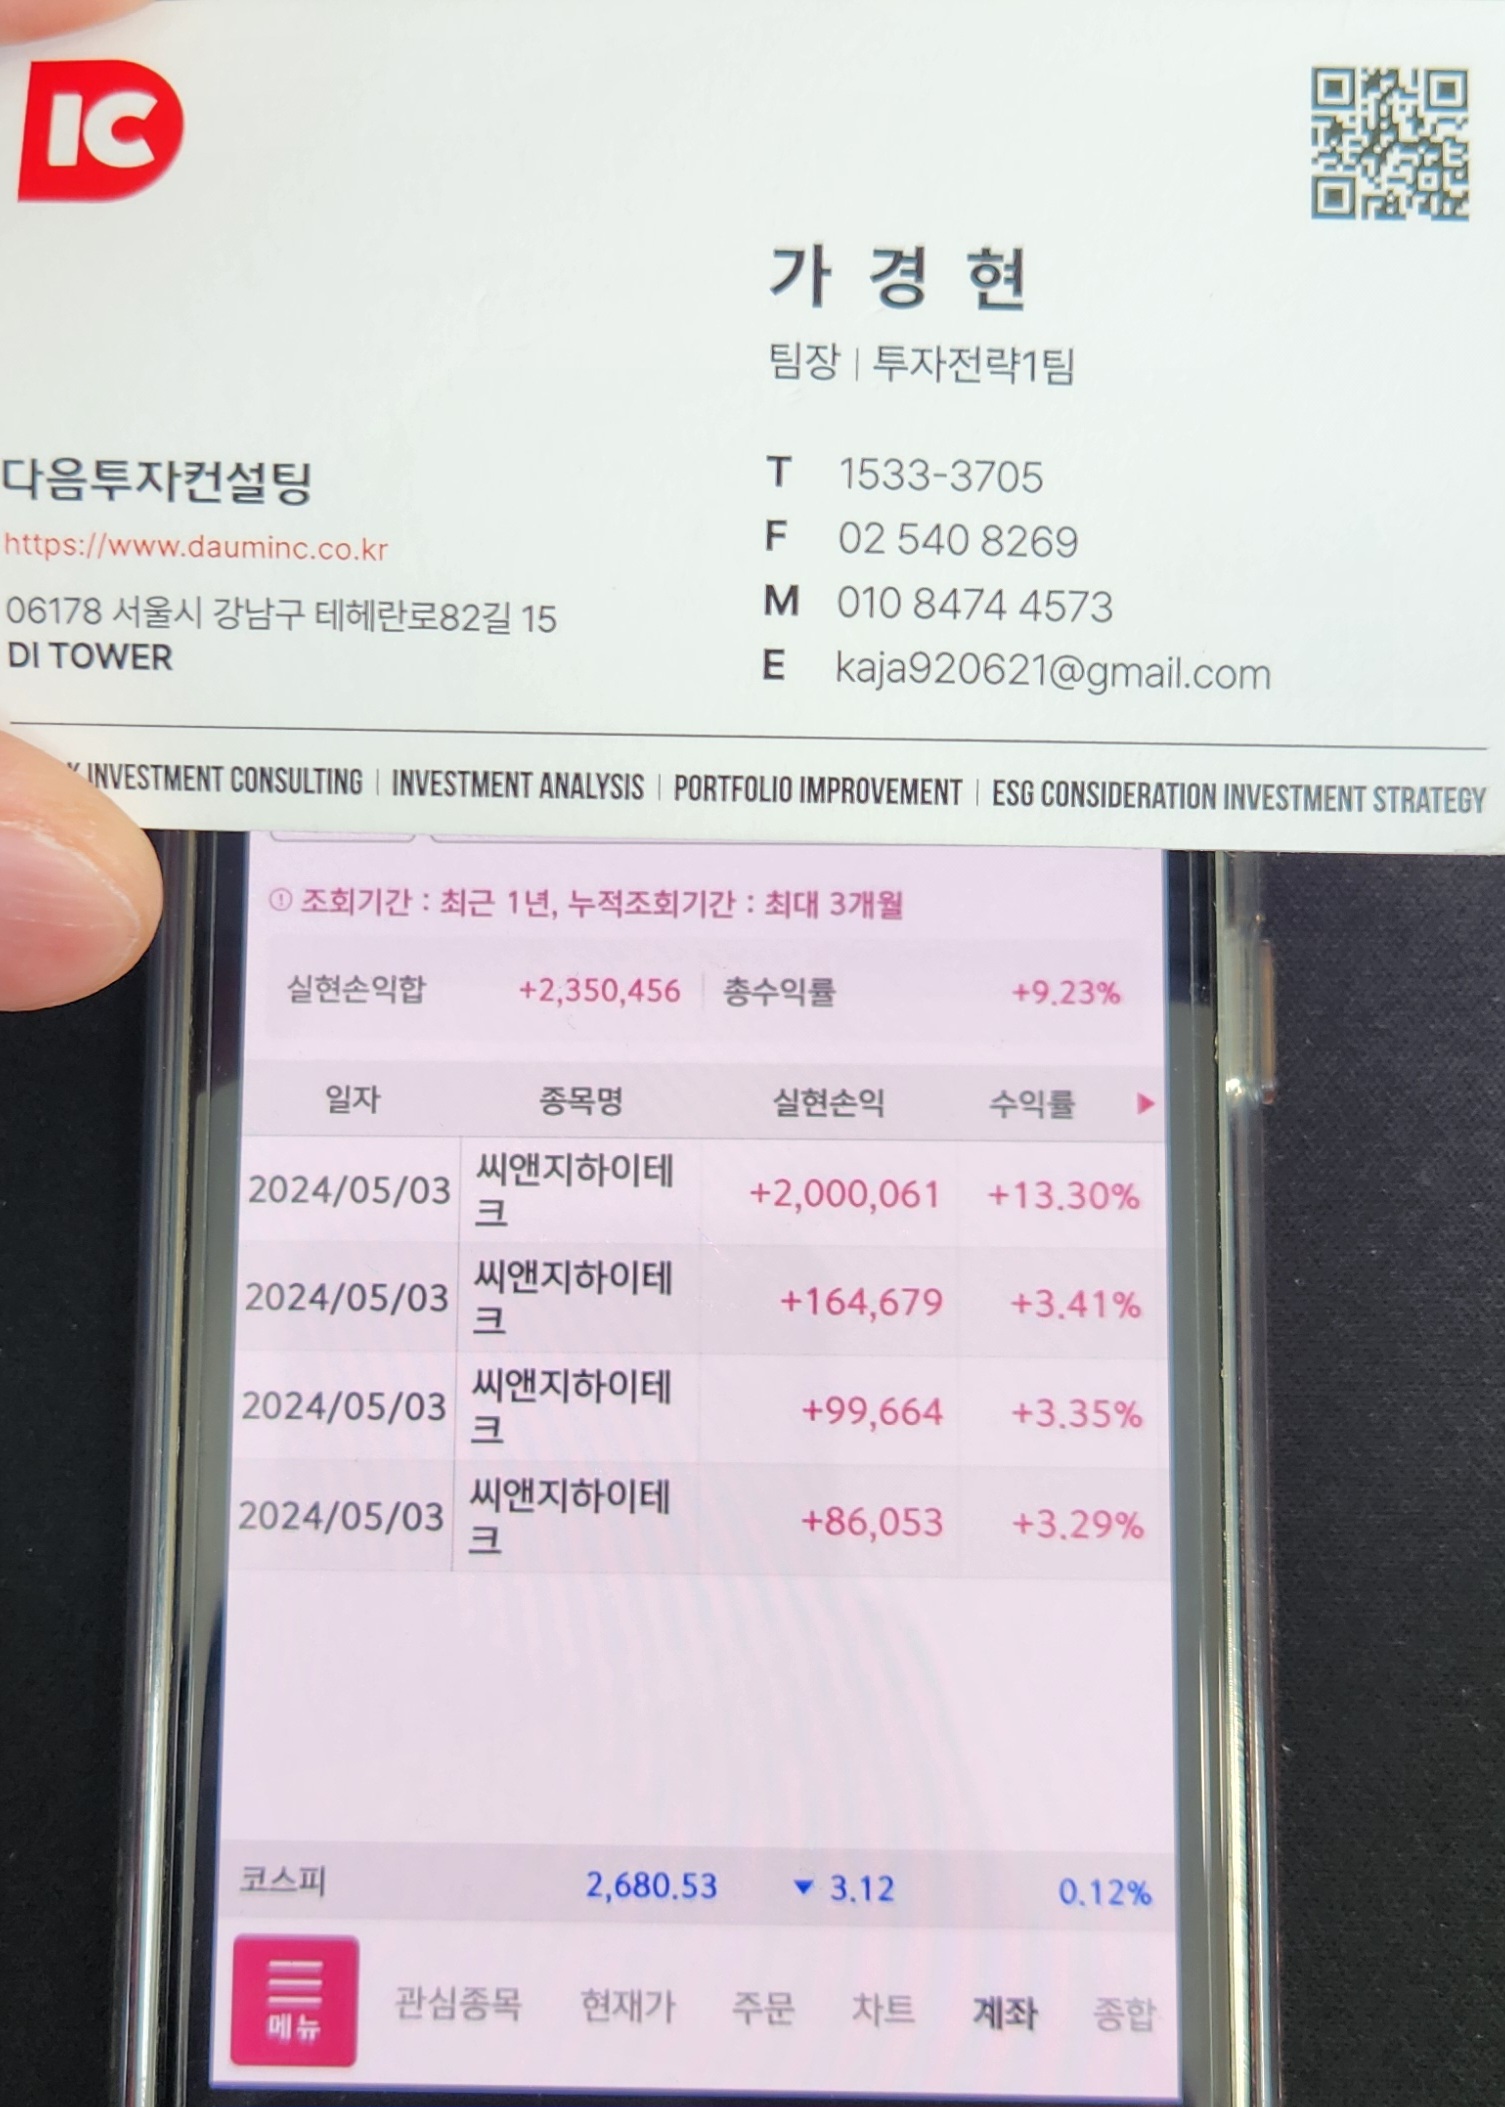 IC
가경현
팀장 | 투자전략1팀
다음투자컨설팅
https://www.dauminc.co.kr
06178 서울시 강남구 테헤란로82길 15
DI TOWER
T 1533-3705
F 02 540 8269
M 010 8474 4573
E kaja920621@gmail.com
INVESTMENT CONSULTING | INVESTMENT ANALYSIS | PORTFOLIO IMPROVEMENT | ESG CONSIDERATION INVESTMENT STRATEGY
① 조회기간 : 최근 1년, 누적조회기간 : 최대 3개월
실현손익합 +2,350,456 총수익률 +9.23%
일자 종목명 실현손익 수익률 ▶
2024/05/03 씨앤지하이테 +2,000,061 +13.30%
크
2024/05/03 씨앤지하이테 +164,679 +3.41%
크
2024/05/03 씨앤지하이테 +99,664 +3.35%
크
2024/05/03 씨앤지하이테 +86,053 +3.29%
크
코스피 2,680.53 ▼ 3.12 0.12%
메뉴 관심종목 현재가 주문 차트 계좌 종합